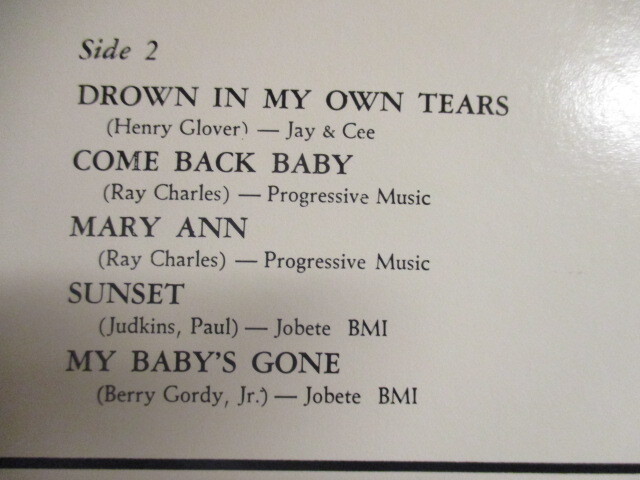 Side 2
DROWN IN MY OWN TEARS
(Henry Glover) — Jay & Cee
COME BACK BABY
(Ray Charles) — Progressive Music
MARY ANN
(Ray Charles) — Progressive Music
SUNSET
(Judkins, Paul) — Jobete BMI
MY BABY'S GONE
(Berry Gordy, Jr.) — Jobete BMI